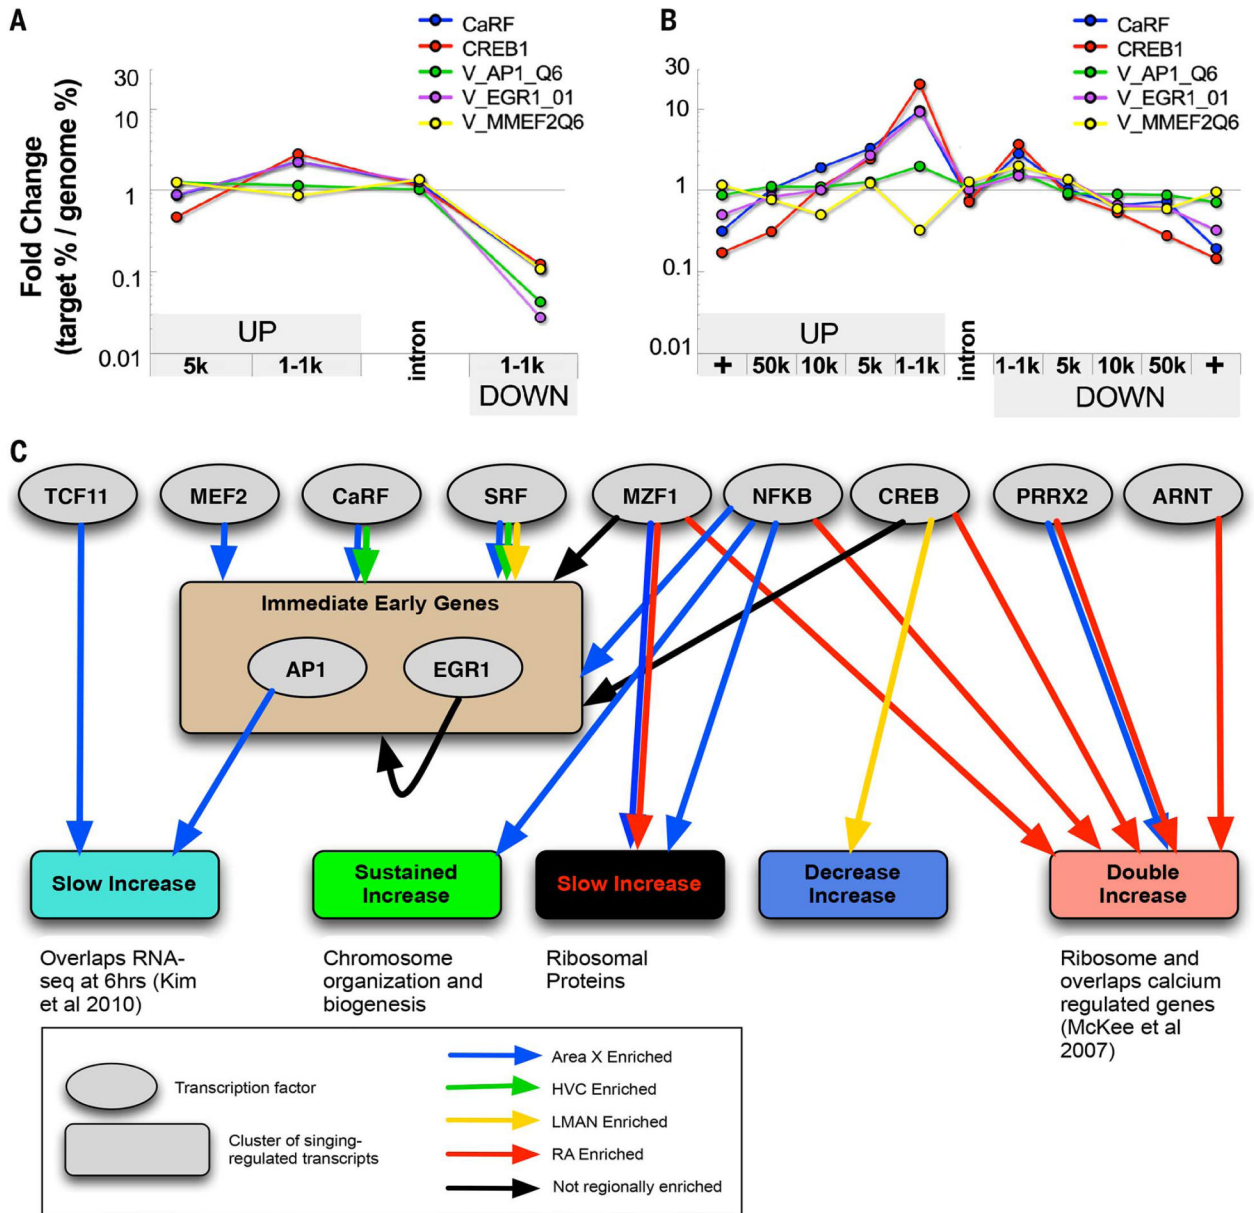 A
CaRF
CREB1
V_AP1_Q6
V_EGR1_01
V_MMEF2Q6
Fold Change
(target % / genome %)
30
10
1
0.1
0.01
UP
5k
1-1k
intron
1-1k
DOWN
B
CaRF
CREB1
V_AP1_Q6
V_EGR1_01
V_MMEF2Q6
30
10
1
0.1
0.01
UP
+
50k
10k
5k
1-1k
intron
1-1k
5k
10k
50k
+
DOWN
C
TCF11
MEF2
CaRF
SRF
MZF1
NFKB
CREB
PRRX2
ARNT
Immediate Early Genes
AP1
EGR1
Slow Increase
Sustained
Increase
Slow Increase
Decrease
Increase
Double
Increase
Overlaps RNA-
seq at 6hrs (Kim
et al 2010)
Chromosome
organization and
biogenesis
Ribosomal
Proteins
Ribosome and
overlaps calcium
regulated genes
(McKee et al
2007)
Transcription factor
Cluster of singing-
regulated transcripts
Area X Enriched
HVC Enriched
LMAN Enriched
RA Enriched
Not regionally enriched